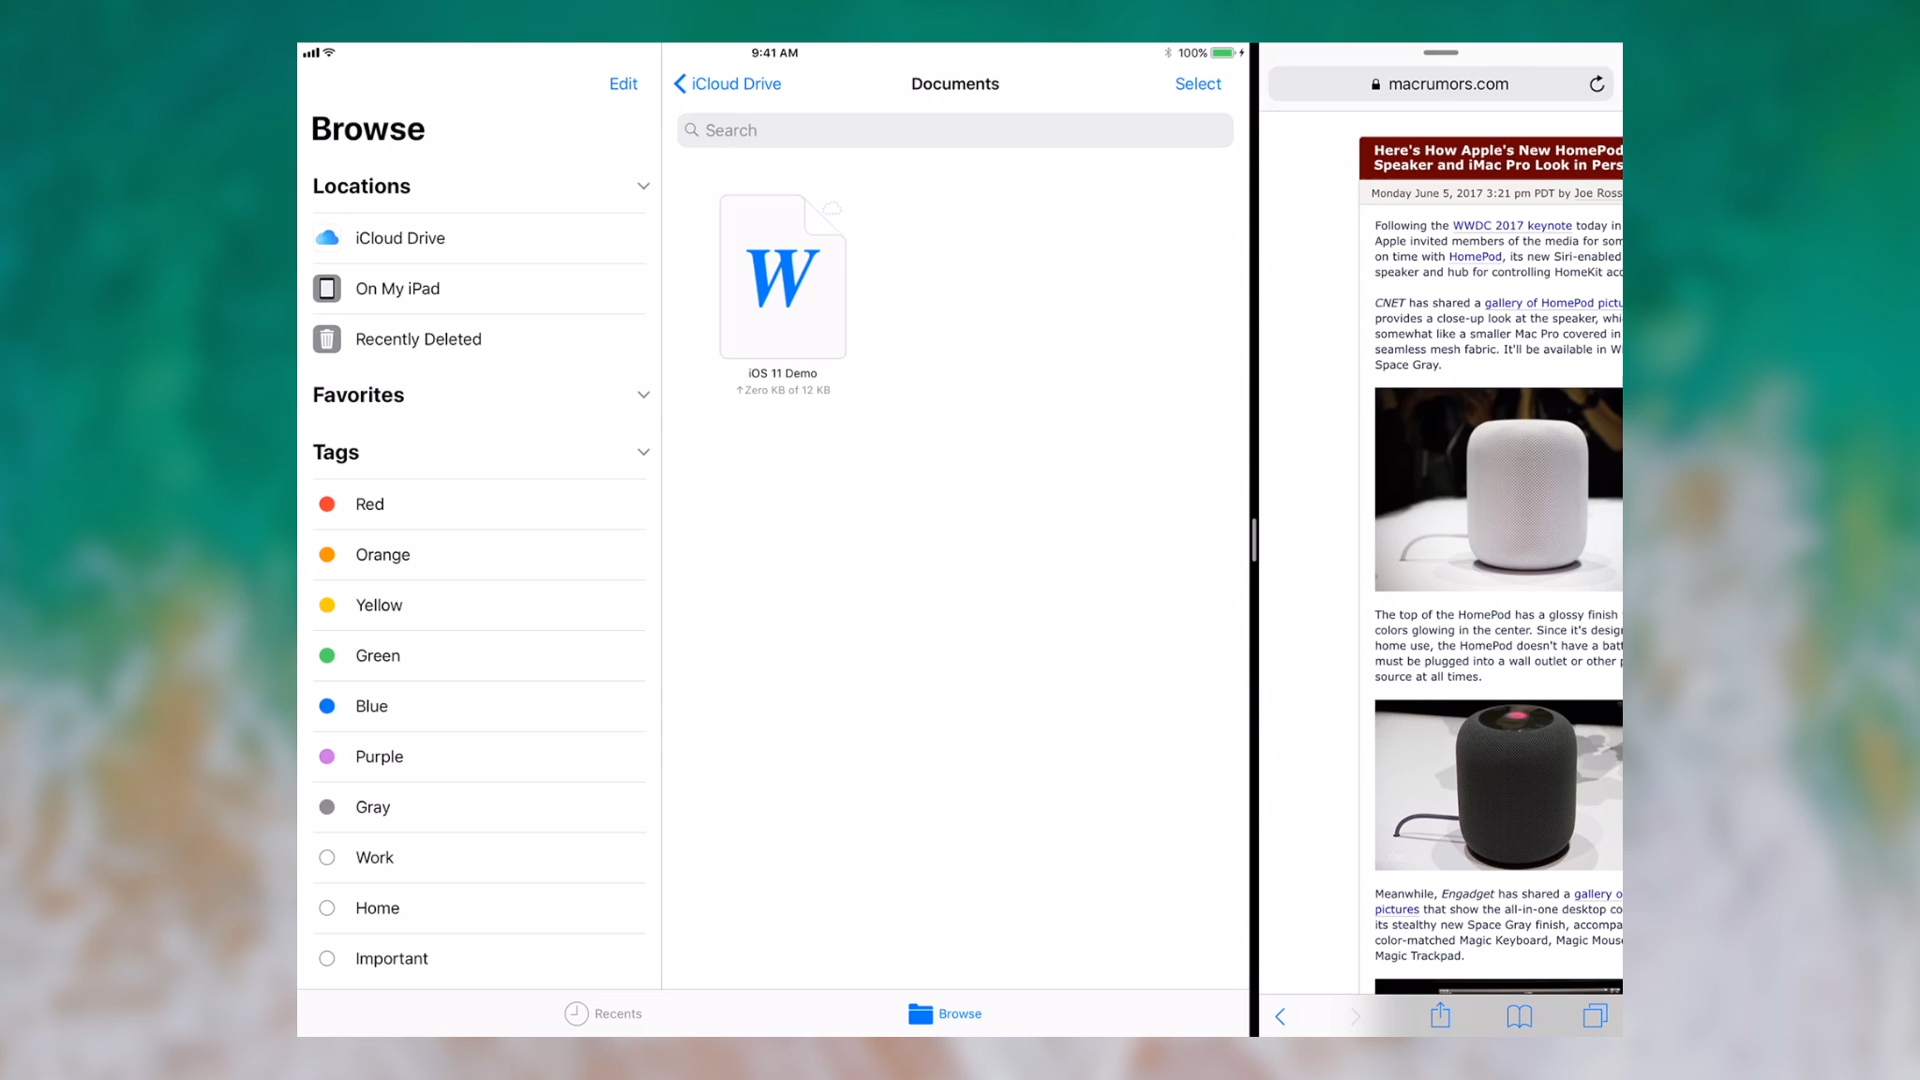 9:41 AM
100%
Edit
Browse
Locations
iCloud Drive
On My iPad
Recently Deleted
Favorites
Tags
Red
Orange
Yellow
Green
Blue
Purple
Gray
Work
Home
Important
iCloud Drive
Documents
Select
Search
W
iOS 11 Demo
↑Zero KB of 12 KB
Recents
Browse
macrumors.com
Here's How Apple's New HomePod
Speaker and iMac Pro Look in Pers
Monday June 5, 2017 3:21 pm PDT by Joe Ross
Following the WWDC 2017 keynote today in
Apple invited members of the media for som
on time with HomePod, its new Siri-enabled
speaker and hub for controlling HomeKit acc
CNET has shared a gallery of HomePod pictu
provides a close-up look at the speaker, whi
somewhat like a smaller Mac Pro covered in
seamless mesh fabric. It'll be available in W
Space Gray.
The top of the HomePod has a glossy finish
colors glowing in the center. Since it's desig
home use, the HomePod doesn't have a batt
must be plugged into a wall outlet or other p
source at all times.
Meanwhile, Engadget has shared a gallery o
pictures that show the all-in-one desktop co
its stealthy new Space Gray finish, accompa
color-matched Magic Keyboard, Magic Mous
Magic Trackpad.